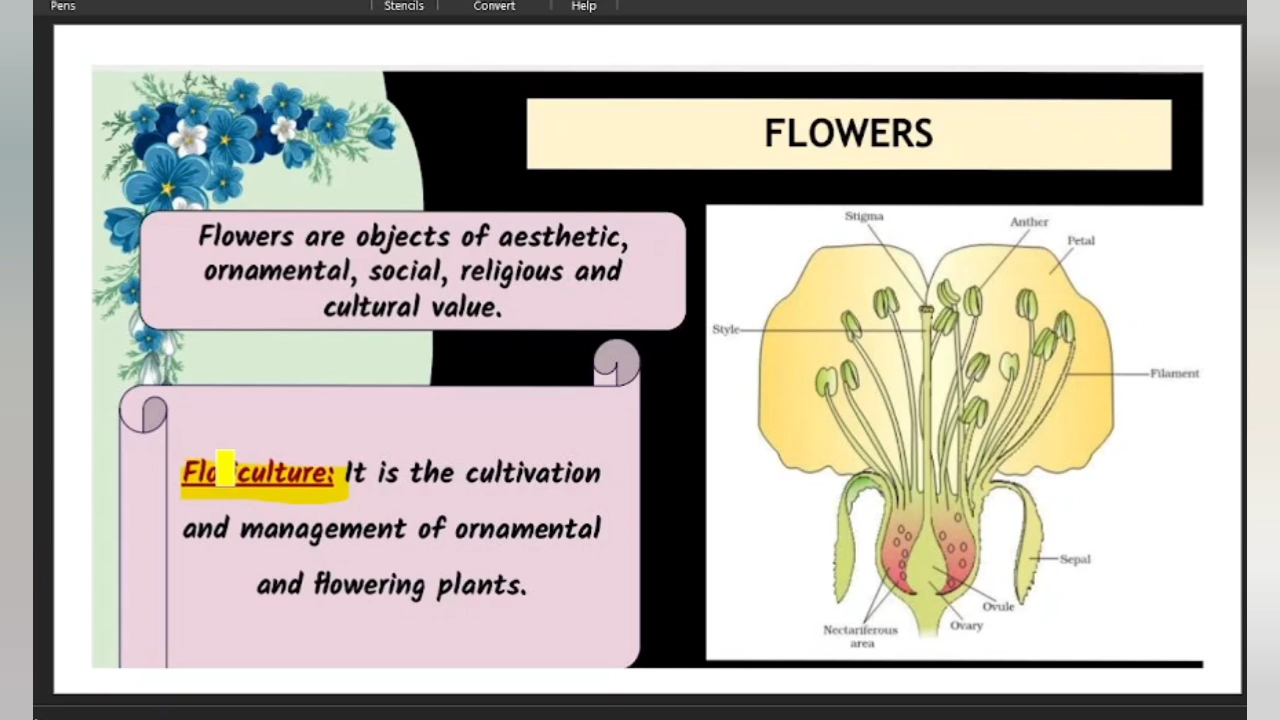 Pens
Stencils
Convert
Help
FLOWERS
Flowers are objects of aesthetic,
ornamental, social, religious and
cultural value.
Floriculture: It is the cultivation
and management of ornamental
and flowering plants.
Stigma
Anther
Petal
Style
Filament
Sepal
Ovule
Ovary
Nectariferous
area